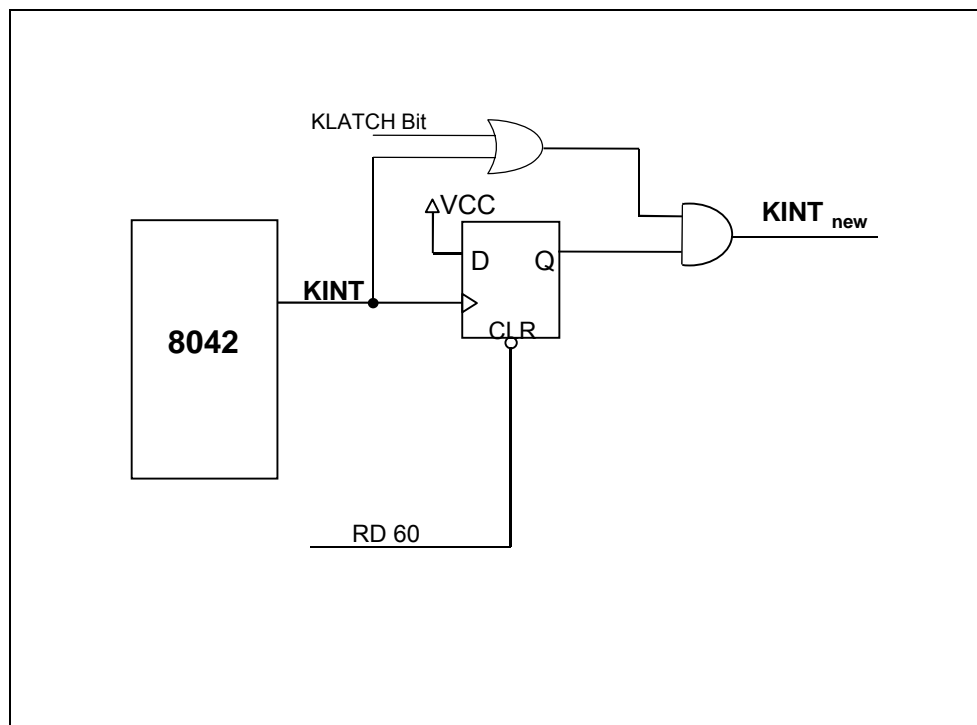 KLATCH Bit
VCC
KINT new
D Q
KINT
CLR
8042
RD 60